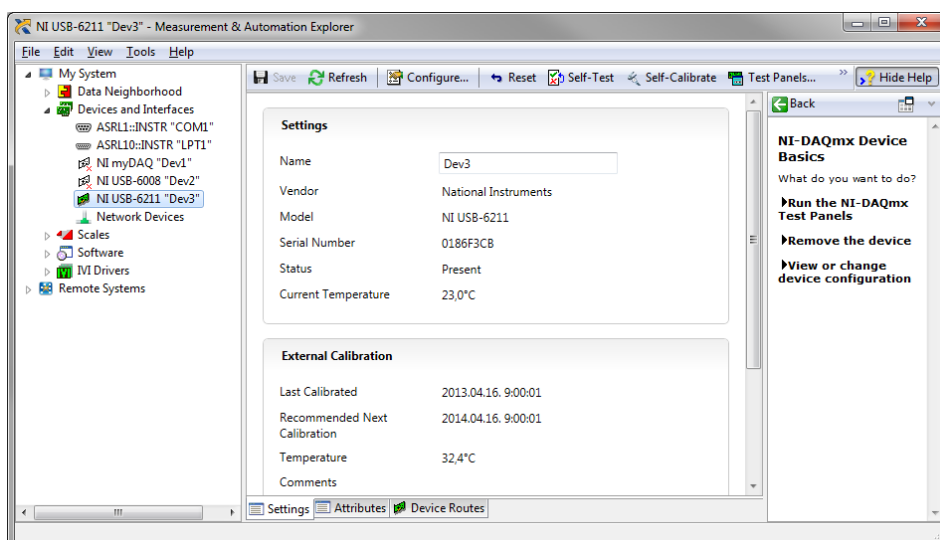 NI USB-6211 "Dev3" - Measurement & Automation Explorer
File Edit View Tools Help
My System
Data Neighborhood
Devices and Interfaces
ASRL1::INSTR "COM1"
ASRL10::INSTR "LPT1"
NI myDAQ "Dev1"
NI USB-6008 "Dev2"
NI USB-6211 "Dev3"
Network Devices
Scales
Software
IVI Drivers
Remote Systems
Save Refresh Configure... Reset Self-Test Self-Calibrate Test Panels... » Hide Help
Settings
Name Dev3
Vendor National Instruments
Model NI USB-6211
Serial Number 0186F3CB
Status Present
Current Temperature 23,0°C
External Calibration
Last Calibrated 2013.04.16. 9:00:01
Recommended Next 2014.04.16. 9:00:01
Calibration
Temperature 32,4°C
Comments
Settings Attributes Device Routes
Back
NI-DAQmx Device
Basics
What do you want to do?
Run the NI-DAQmx
Test Panels
Remove the device
View or change
device configuration